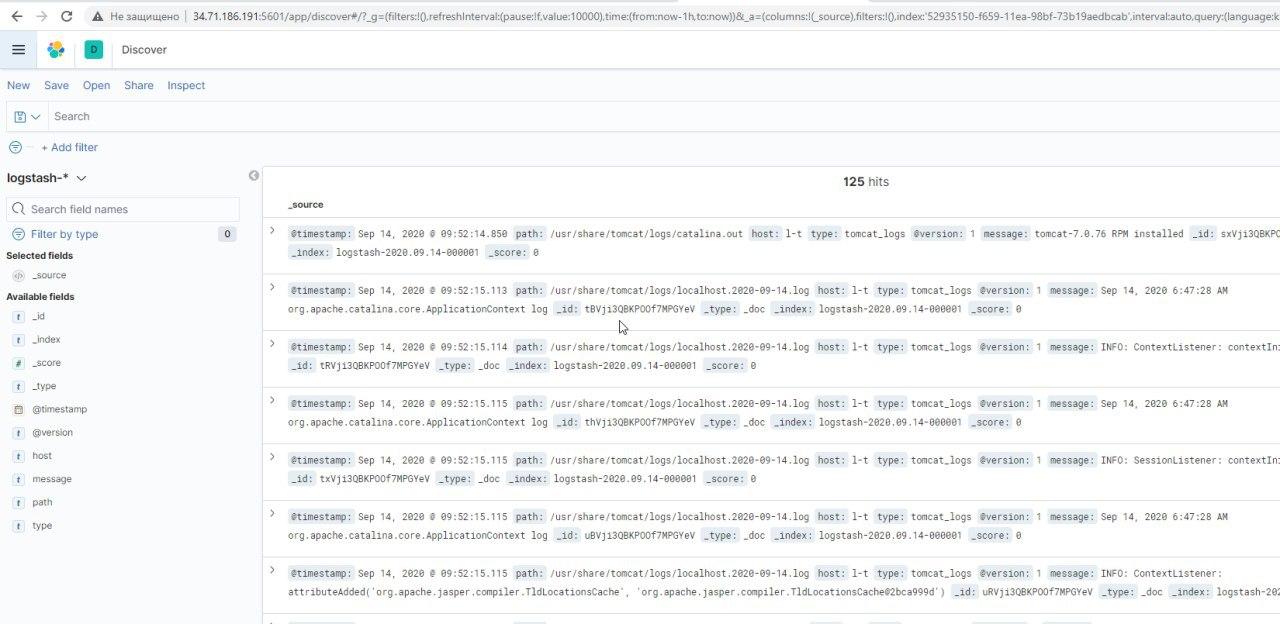 Не защищено 34.71.186.191:5601/app/discover#/?_g=(filters:!(),refreshInterval:(pause:!f,value:10000),time:(from:now-1h,to:now))&_a=(columns:!(_source),filters:!(),index:'52935150-f659-11ea-98bf-73b19aedbcab',interval:auto,query:(language:k
D Discover
New Save Open Share Inspect
Search
+ Add filter
logstash-*
125 hits
Search field names
_source
Filter by type 0
Selected fields
_source
Available fields
t _id
t _index
# _score
t _type
@timestamp
t @version
t host
t message
t path
t type
@timestamp: Sep 14, 2020 @ 09:52:14.850 path: /usr/share/tomcat/logs/catalina.out host: l-t type: tomcat_logs @version: 1 message: tomcat-7.0.76 RPM installed _id: sxVji3QBKPO
_index: logstash-2020.09.14-000001 _score: 0
@timestamp: Sep 14, 2020 @ 09:52:15.113 path: /usr/share/tomcat/logs/localhost.2020-09-14.log host: l-t type: tomcat_logs @version: 1 message: Sep 14, 2020 6:47:28 AM
org.apache.catalina.core.ApplicationContext log _id: tBVji3QBKPOOf7MPGYeV _type: _doc _index: logstash-2020.09.14-000001 _score: 0
@timestamp: Sep 14, 2020 @ 09:52:15.114 path: /usr/share/tomcat/logs/localhost.2020-09-14.log host: l-t type: tomcat_logs @version: 1 message: INFO: ContextListener: contextIni
_id: tRVji3QBKPOOf7MPGYeV _type: _doc _index: logstash-2020.09.14-000001 _score: 0
@timestamp: Sep 14, 2020 @ 09:52:15.115 path: /usr/share/tomcat/logs/localhost.2020-09-14.log host: l-t type: tomcat_logs @version: 1 message: Sep 14, 2020 6:47:28 AM
org.apache.catalina.core.ApplicationContext log _id: thVji3QBKPOOf7MPGYeV _type: _doc _index: logstash-2020.09.14-000001 _score: 0
@timestamp: Sep 14, 2020 @ 09:52:15.115 path: /usr/share/tomcat/logs/localhost.2020-09-14.log host: l-t type: tomcat_logs @version: 1 message: INFO: SessionListener: contextIni
_id: txVji3QBKPOOf7MPGYeV _type: _doc _index: logstash-2020.09.14-000001 _score: 0
@timestamp: Sep 14, 2020 @ 09:52:15.115 path: /usr/share/tomcat/logs/localhost.2020-09-14.log host: l-t type: tomcat_logs @version: 1 message: Sep 14, 2020 6:47:28 AM
org.apache.catalina.core.ApplicationContext log _id: uBVji3QBKPOOf7MPGYeV _type: _doc _index: logstash-2020.09.14-000001 _score: 0
@timestamp: Sep 14, 2020 @ 09:52:15.115 path: /usr/share/tomcat/logs/localhost.2020-09-14.log host: l-t type: tomcat_logs @version: 1 message: INFO: ContextListener:
attributeAdded('org.apache.jasper.compiler.TldLocationsCache', 'org.apache.jasper.compiler.TldLocationsCache@2bca999d') _id: uRVji3QBKPOOf7MPGYeV _type: _doc _index: logstash-202